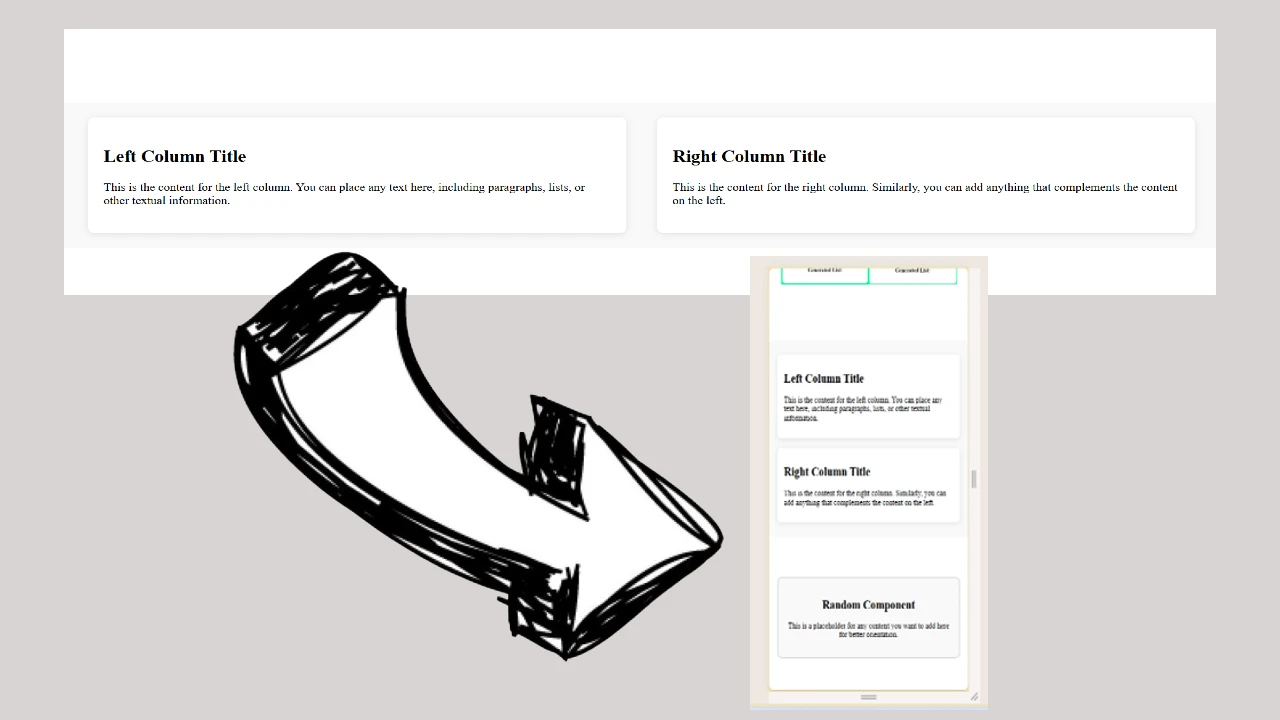 Left Column Title
This is the content for the left column. You can place any text here, including paragraphs, lists, or
other textual information.
Right Column Title
This is the content for the right column. Similarly, you can add anything that complements the content
on the left.
Generated List
Generated List
Left Column Title
This is the content for the left column. You can place any
text here, including paragraphs, lists, or other textual
information.
Right Column Title
This is the content for the right column. Similarly, you can
add anything that complements the content on the left.
Random Component
This is a placeholder for any content you want to add here
for better orientation.